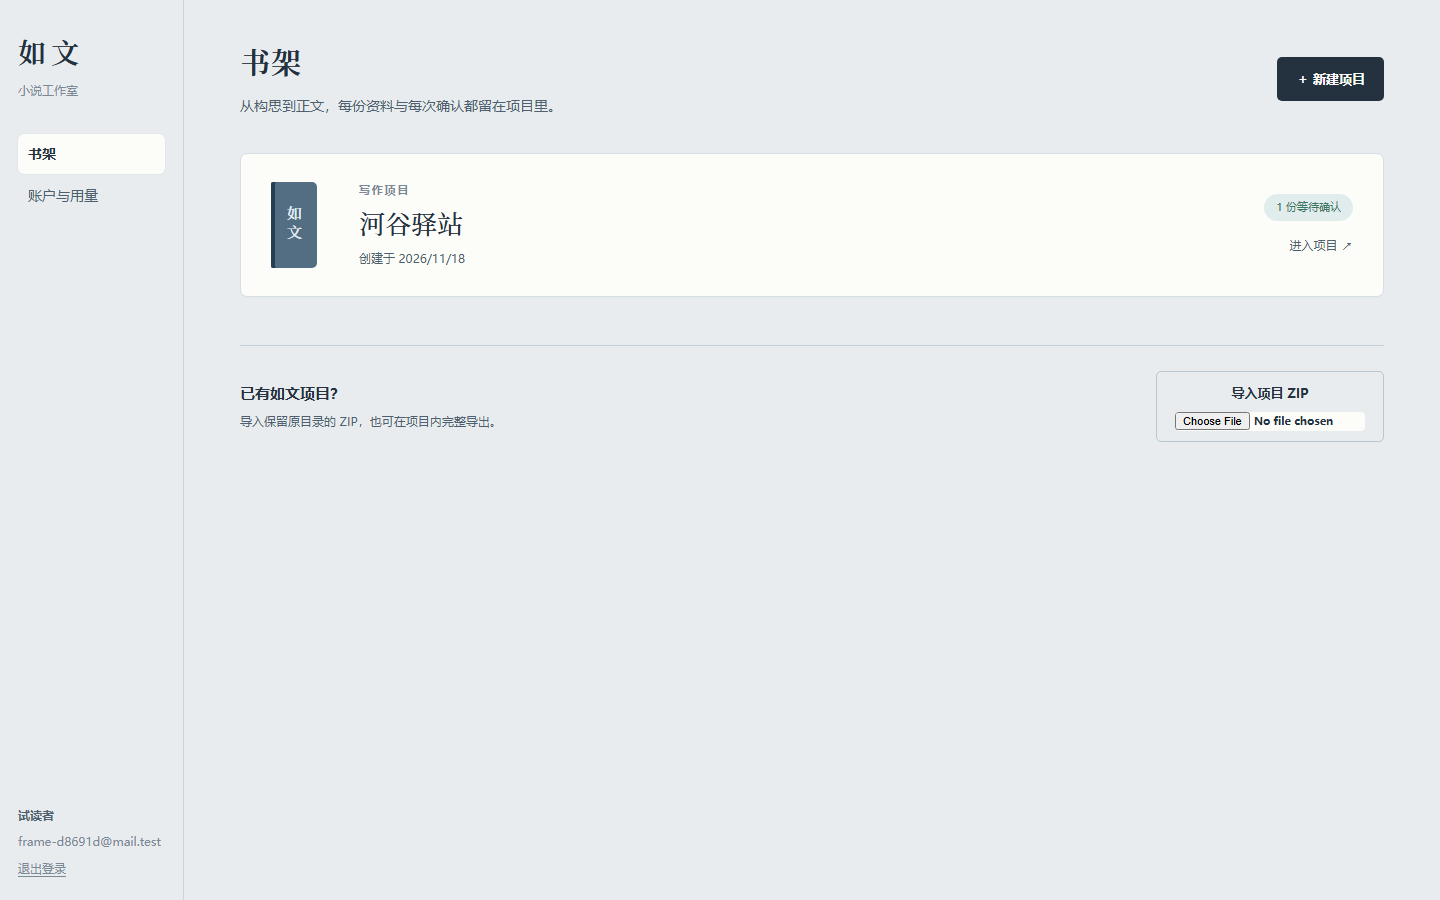 如文
小说工作室
书架
账户与用量
试读者
frame-d8691d@mail.test
退出登录
书架
从构思到正文，每份资料与每次确认都留在项目里。
+ 新建项目
如
文
写作项目
河谷驿站
创建于 2026/11/18
1 份等待确认
进入项目 ↗
已有如文项目？
导入保留原目录的 ZIP，也可在项目内完整导出。
导入项目 ZIP
Choose File No file chosen